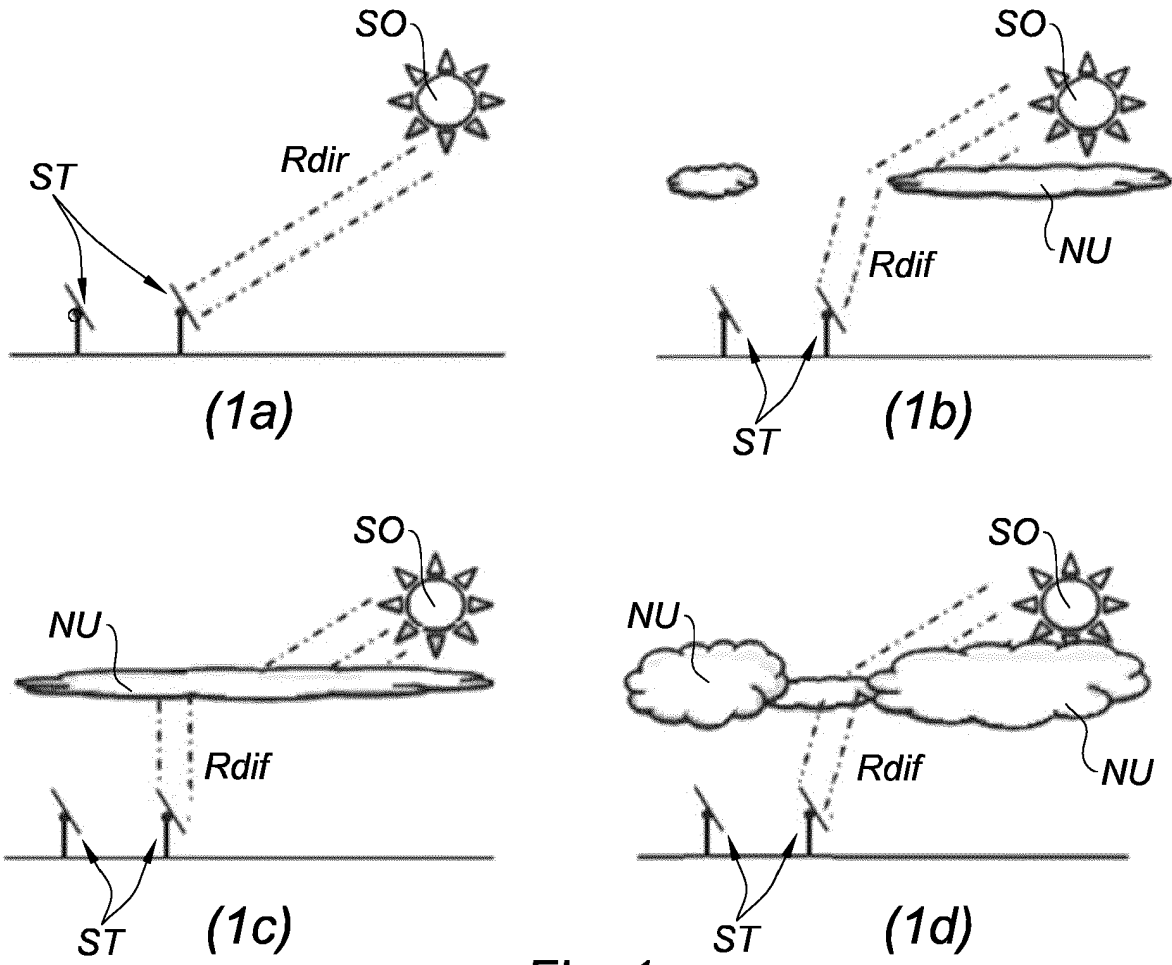 SO
Rdir
ST
(1a)
SO
NU
Rdif
ST
(1b)
SO
NU
Rdif
ST
(1c)
SO
NU
NU
Rdif
ST
(1d)